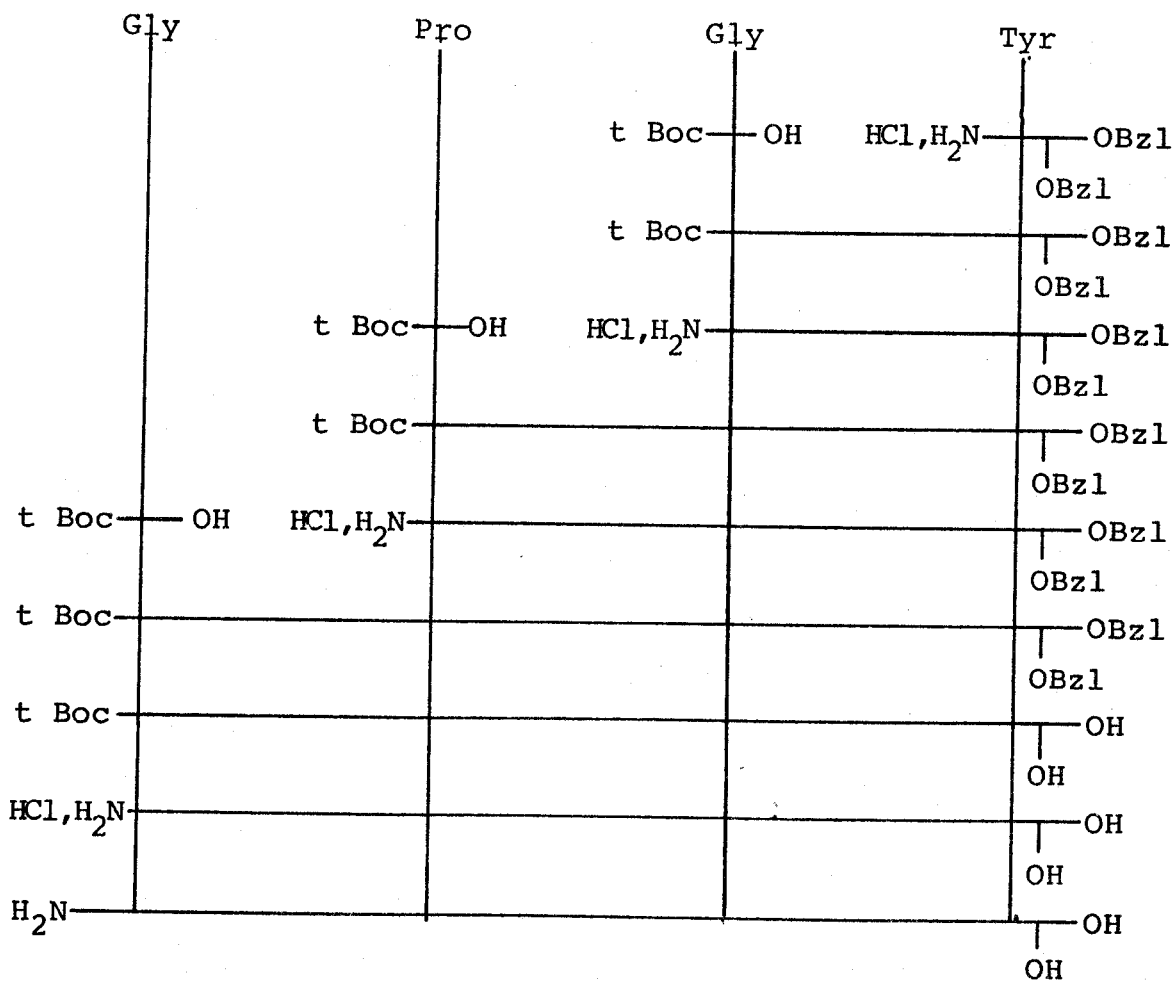 Gly Pro Gly Tyr
t Boc OH HCl,H₂N OBzl
OBzl
t Boc OBzl
OBzl
t Boc OH HCl,H₂N OBzl
OBzl
t Boc OBzl
OBzl
t Boc OH HCl,H₂N OBzl
OBzl
t Boc OBzl
OBzl
t Boc OH
OH
HCl,H₂N OH
OH
H₂N OH
OH